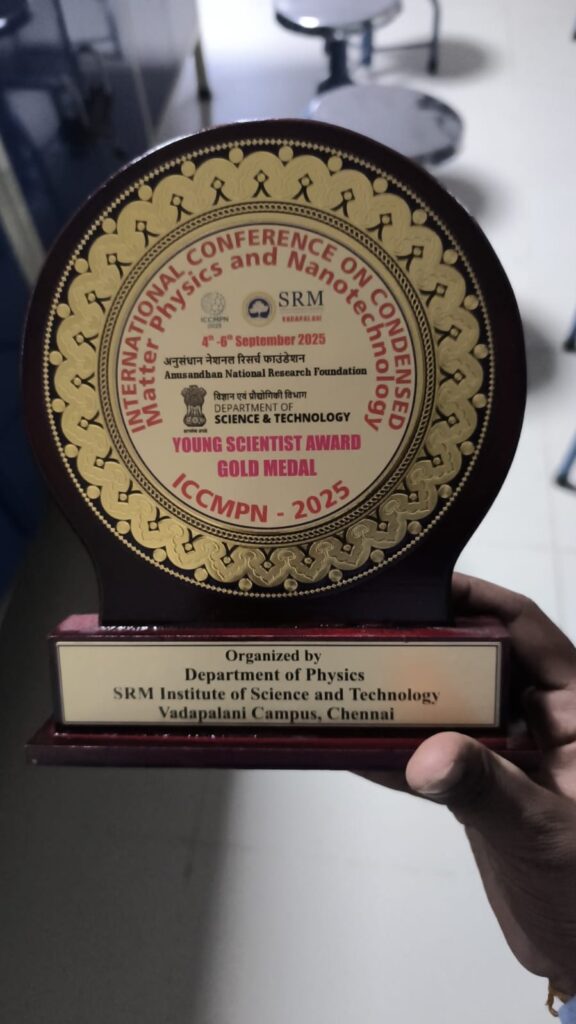 INTERNATIONAL CONFERENCE ON CONDENSED
Matter Physics and Nanotechnology
ICCMPN
2025
SRM
VADAPALANI
4th -6th September 2025
अनुसंधान नेशनल रिसर्च फाउंडेशन
Anusandhan National Research Foundation
विज्ञान एवं प्रौद्योगिकी विभाग
DEPARTMENT OF
SCIENCE & TECHNOLOGY
YOUNG SCIENTIST AWARD
GOLD MEDAL
ICCMPN - 2025
Organized by
Department of Physics
SRM Institute of Science and Technology
Vadapalani Campus, Chennai